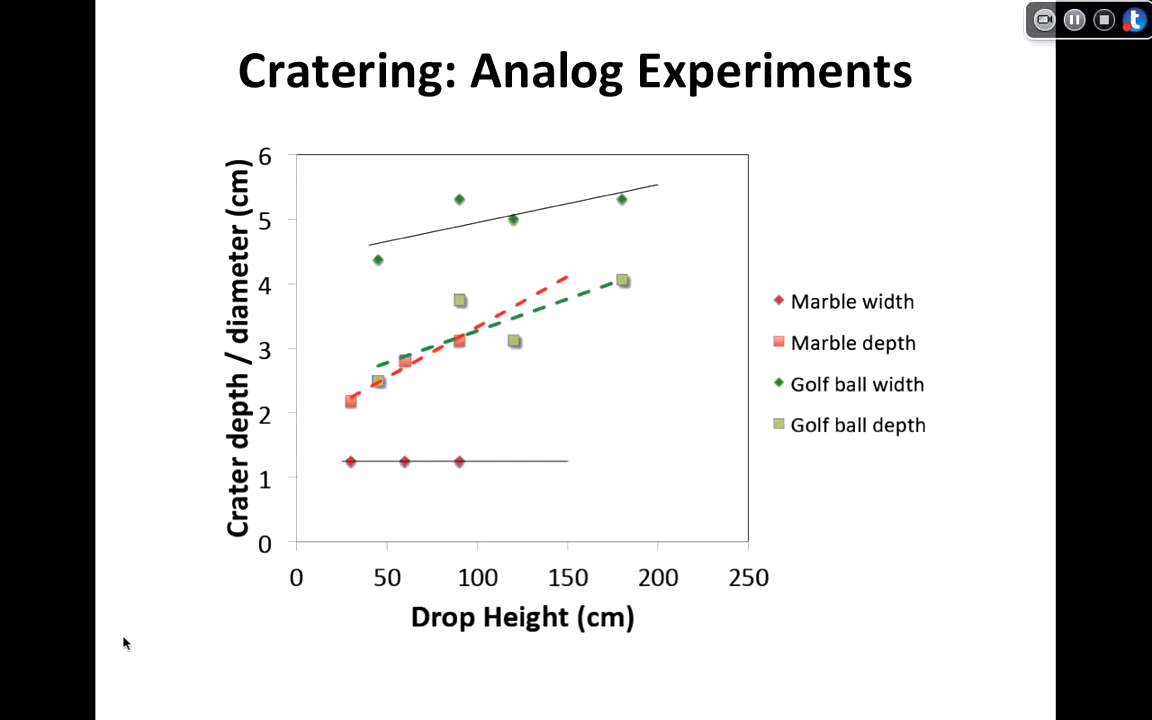 Cratering: Analog Experiments
Crater depth / diameter (cm)
6
5
4
3
2
1
0
0 50 100 150 200 250
Drop Height (cm)
Marble width
Marble depth
Golf ball width
Golf ball depth
t